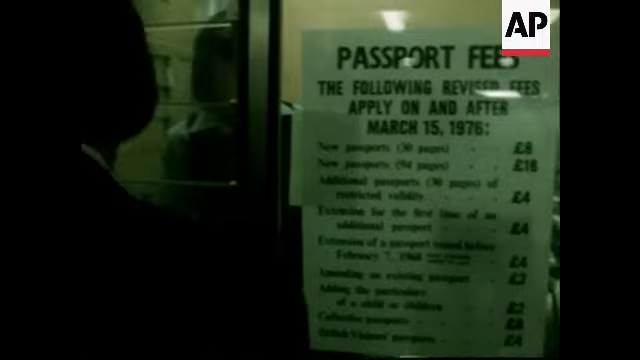 AP
PASSPORT FEES
THE FOLLOWING REVISED FEES
APPLY ON AND AFTER
MARCH 15, 1976:
New passports (30 pages) - £8
New passports (94 pages) - £16
Additional passports (30 pages) of
restricted validity - - £4
Extension for the first time of an
additional passport - - £4
Extension of a passport issued before
February 7, 1968 £4
Amending an existing passport - £2
Adding the particulars
of a child or children - - £2
Collective passports - - £8
British Visitors' passports - £4